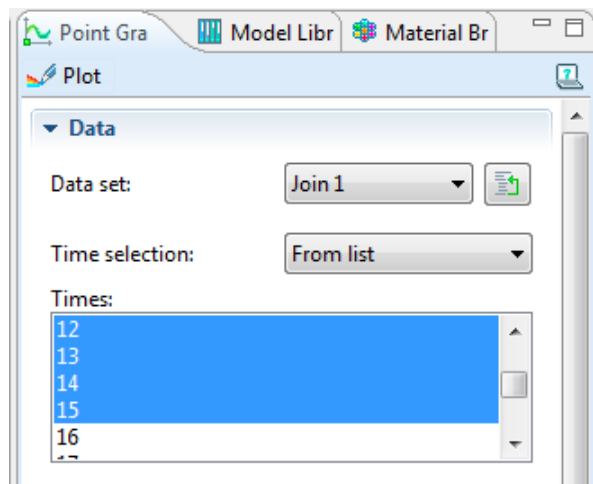 Point Gra Model Libr Material Br
Plot
Data
Data set: Join 1
Time selection: From list
Times:
12
13
14
15
16